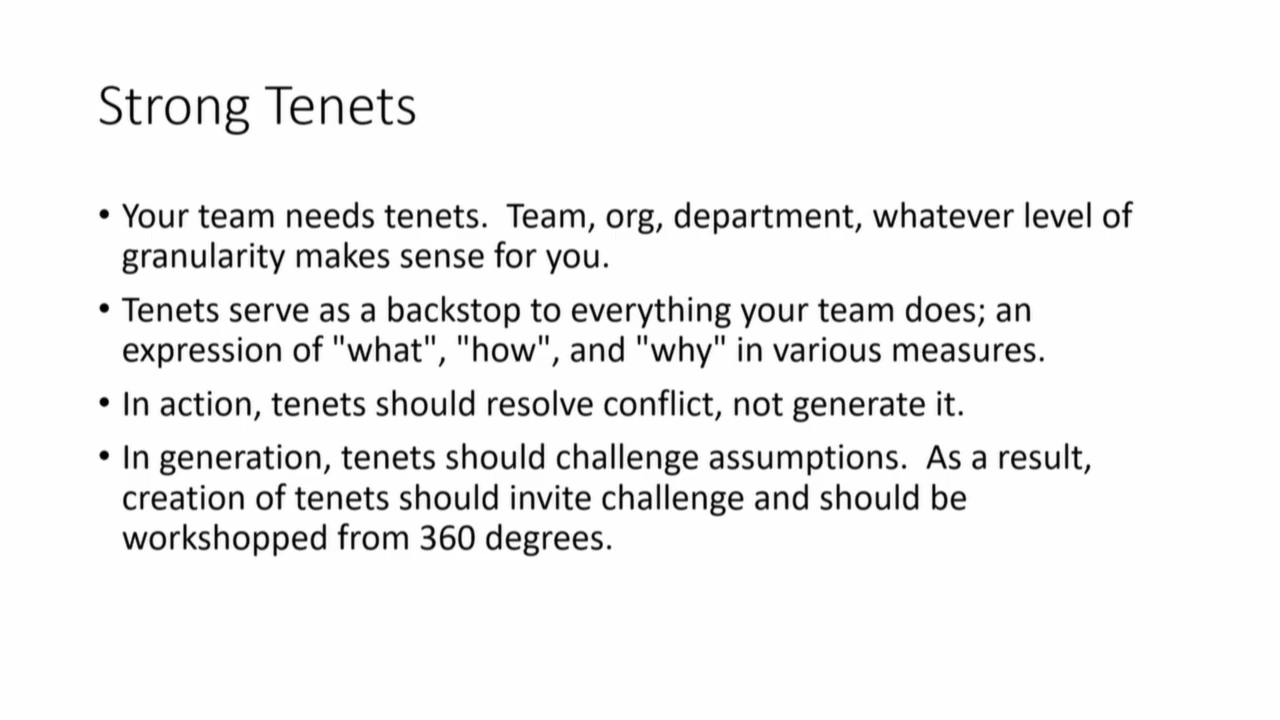 Strong Tenets
• Your team needs tenets.  Team, org, department, whatever level of
granularity makes sense for you.
• Tenets serve as a backstop to everything your team does; an
expression of "what", "how", and "why" in various measures.
• In action, tenets should resolve conflict, not generate it.
• In generation, tenets should challenge assumptions.  As a result,
creation of tenets should invite challenge and should be
workshopped from 360 degrees.